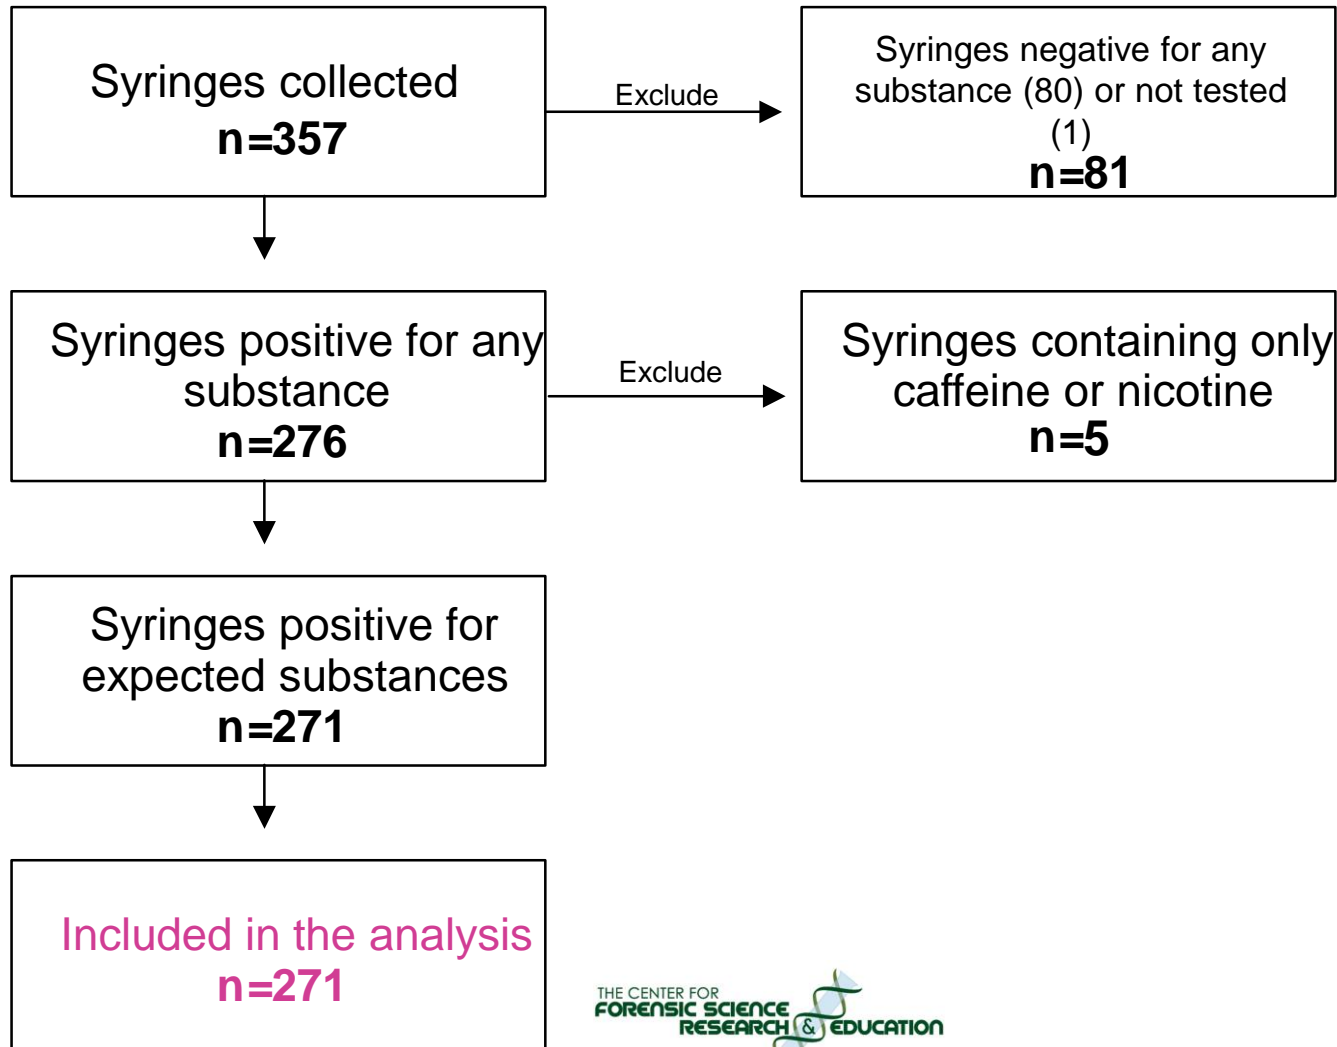 Syringes collected
n=357
Exclude
Syringes negative for any
substance (80) or not tested
(1)
n=81
Syringes positive for any
substance
n=276
Exclude
Syringes containing only
caffeine or nicotine
n=5
Syringes positive for
expected substances
n=271
Included in the analysis
n=271
THE CENTER FOR
FORENSIC SCIENCE
RESEARCH & EDUCATION